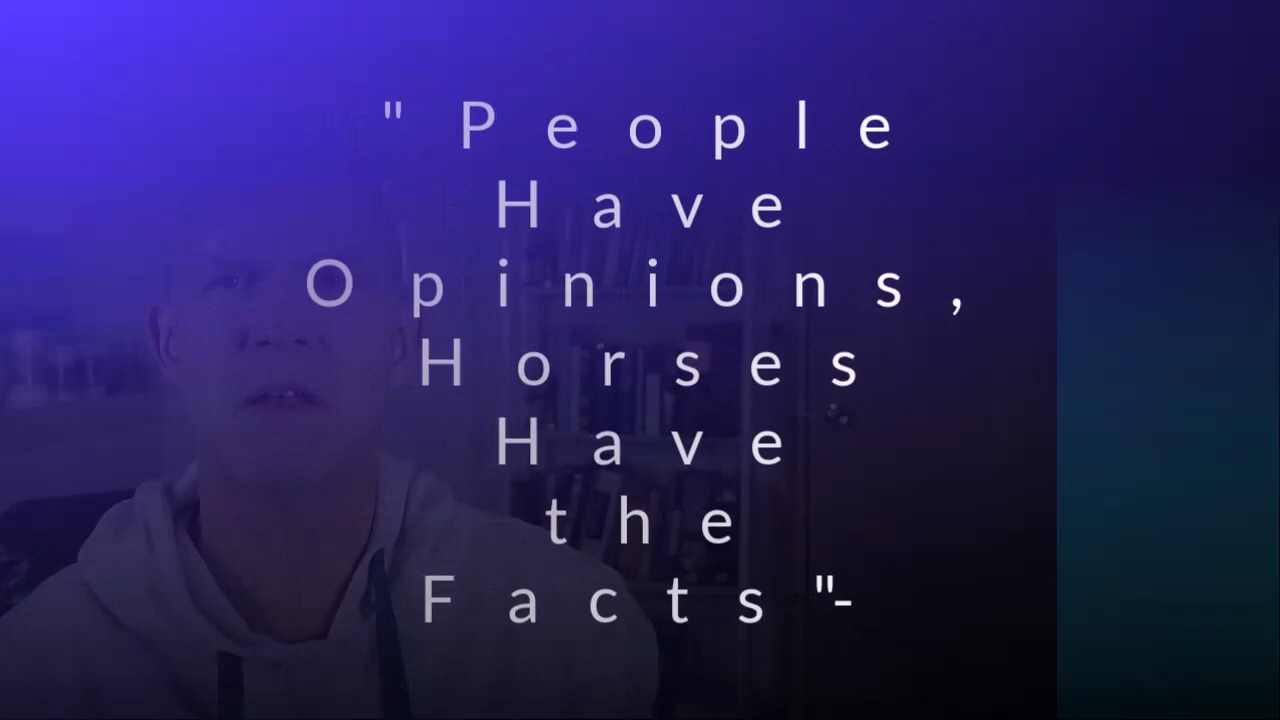 "People
Have
Opinions,
Horses
Have
the
Facts"-